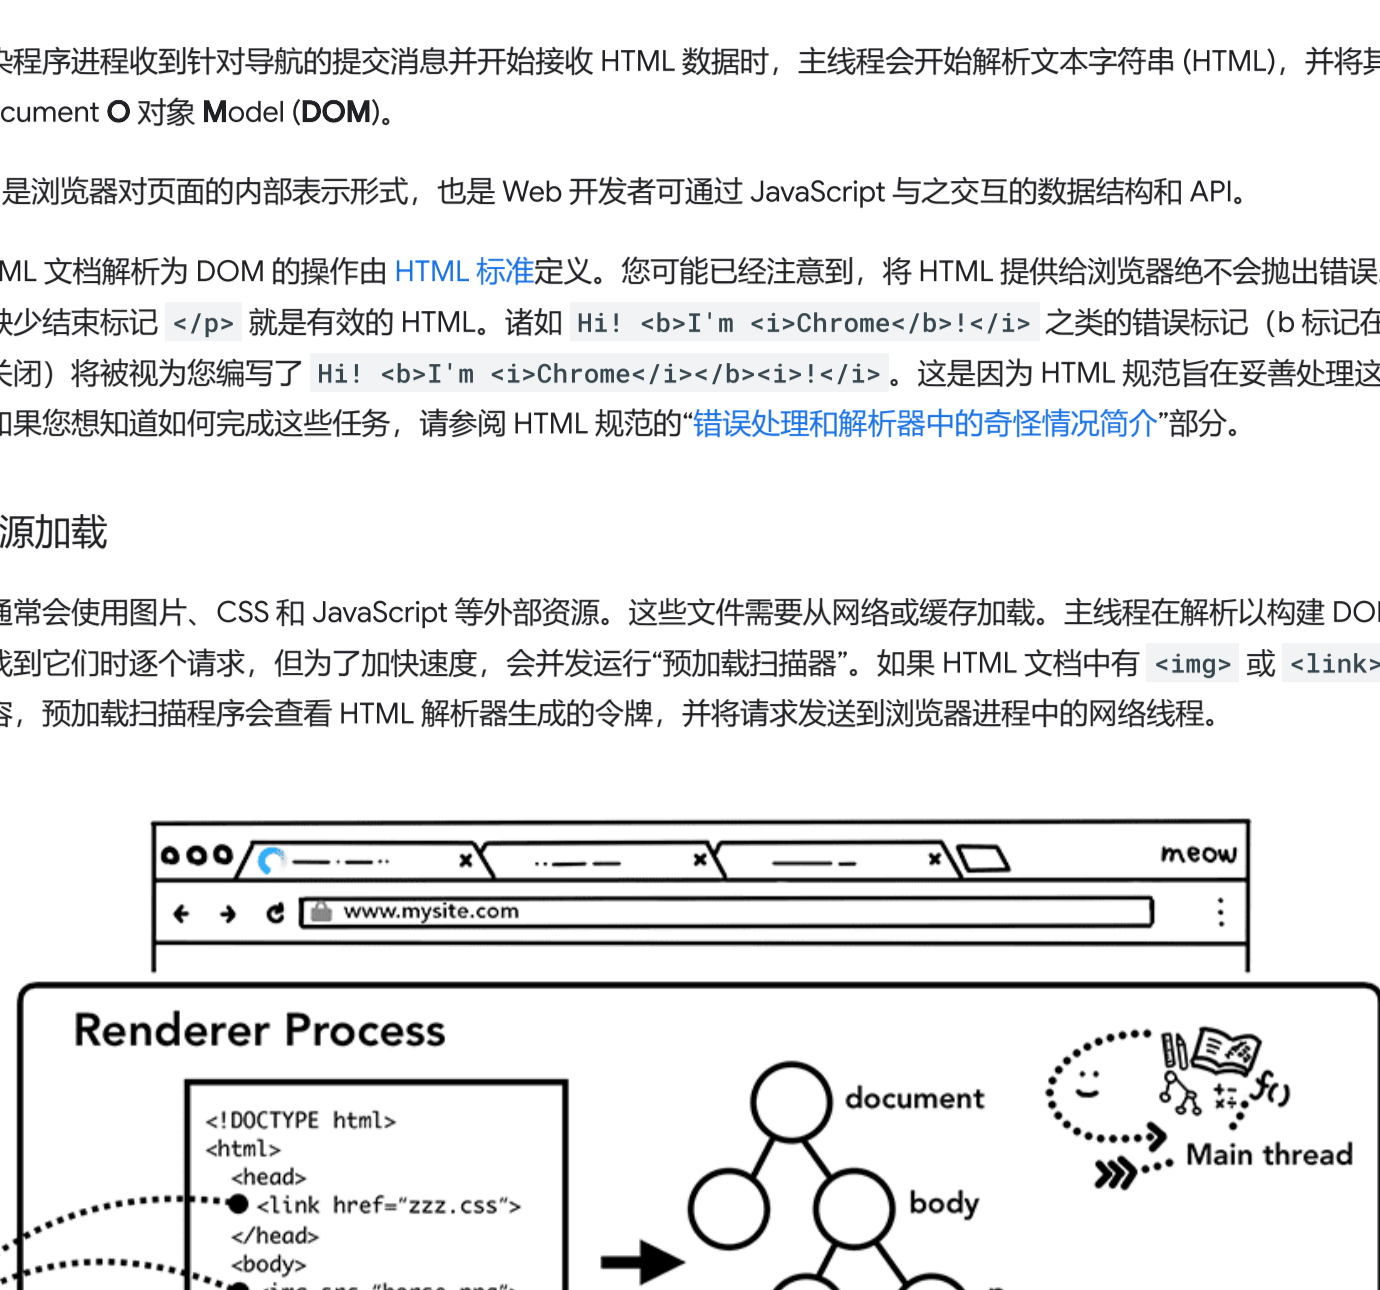 程序进程收到针对导航的提交消息并开始接收 HTML 数据时，主线程会开始解析文本字符串 (HTML)，并将其
cument O 对象 Model (DOM)。
是浏览器对页面的内部表示形式，也是 Web 开发者可通过 JavaScript 与之交互的数据结构和 API。
ML 文档解析为 DOM 的操作由 HTML 标准定义。您可能已经注意到，将 HTML 提供给浏览器绝不会抛出错误
缺少结束标记 </p> 就是有效的 HTML。诸如 Hi! <b>I'm <i>Chrome</b>!</i> 之类的错误标记（b 标记在
关闭）将被视为您编写了 Hi! <b>I'm <i>Chrome</i></b><i>!</i>。这是因为 HTML 规范旨在妥善处理这
如果您想知道如何完成这些任务，请参阅 HTML 规范的“错误处理和解析器中的奇怪情况简介”部分。
源加载
通常会使用图片、CSS 和 JavaScript 等外部资源。这些文件需要从网络或缓存加载。主线程在解析以构建 DOM
找到它们时逐个请求，但为了加快速度，会并发运行“预加载扫描器”。如果 HTML 文档中有 <img> 或 <link>
容，预加载扫描程序会查看 HTML 解析器生成的令牌，并将请求发送到浏览器进程中的网络线程。
meow
www.mysite.com
Renderer Process
<!DOCTYPE html>
<html>
<head>
<link href="zzz.css">
</head>
<body>
document
body
f()
Main thread